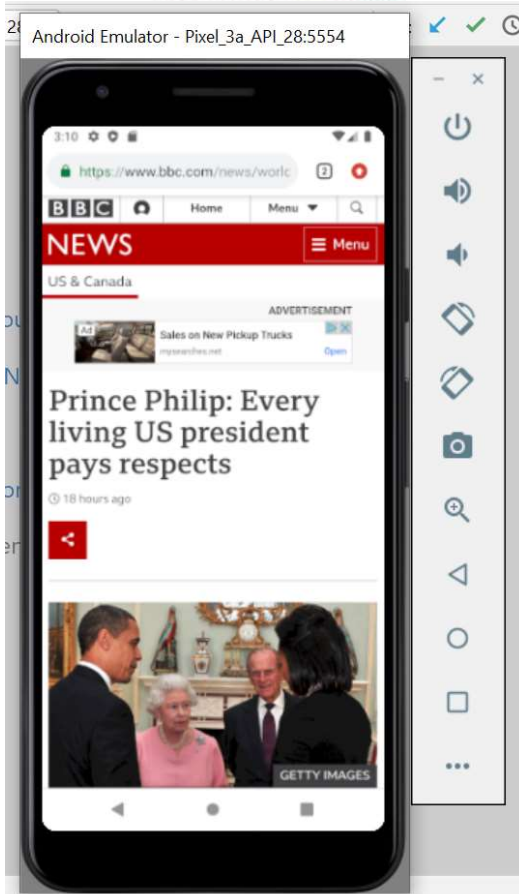 28
Android Emulator - Pixel_3a_API_28:5554
3:10
https://www.bbc.com/news/worlc
2
BBC
Home
Menu
NEWS
Menu
US & Canada
ADVERTISEMENT
Ad
Sales on New Pickup Trucks
mysearches.net
Open
Prince Philip: Every
living US president
pays respects
18 hours ago
GETTY IMAGES